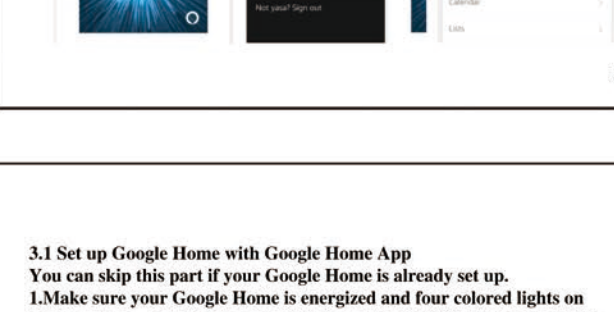 Not yasa? Sign out
Calendar
Lists
3.1 Set up Google Home with Google Home App
You can skip this part if your Google Home is already set up.
1.Make sure your Google Home is energized and four colored lights on